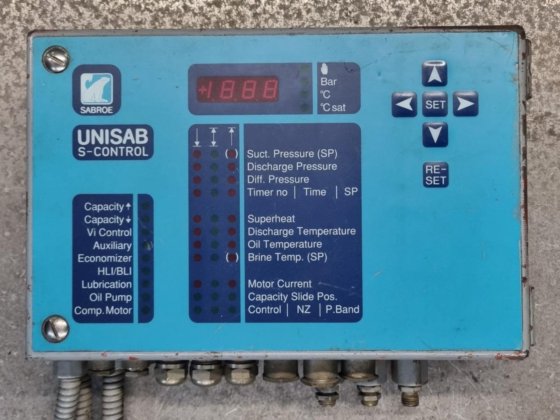 SABROE
UNISAB
S-CONTROL
+1888
Bar
°C
°C sat
SET
RE-
SET
Suct. Pressure (SP)
Discharge Pressure
Diff. Pressure
Timer no | Time | SP
Superheat
Discharge Temperature
Oil Temperature
Brine Temp. (SP)
Motor Current
Capacity Slide Pos.
Control | NZ | P.Band
Capacity ↑
Capacity ↓
Vi Control
Auxiliary
Economizer
HLI/BLI
Lubrication
Oil Pump
Comp. Motor